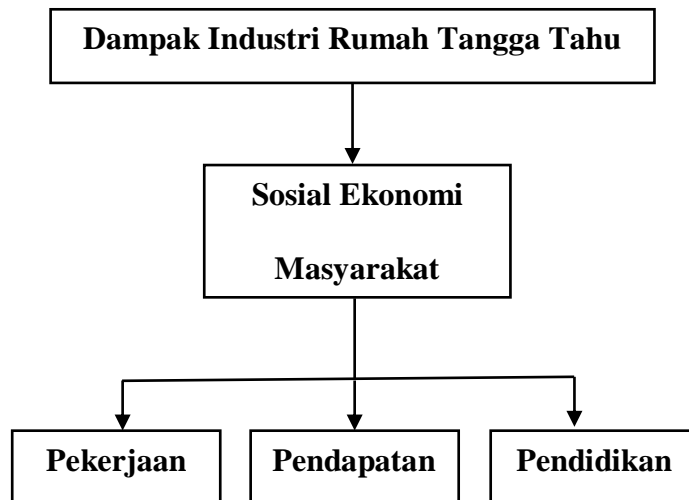 Dampak Industri Rumah Tangga Tahu
Sosial Ekonomi
Masyarakat
Pekerjaan
Pendapatan
Pendidikan